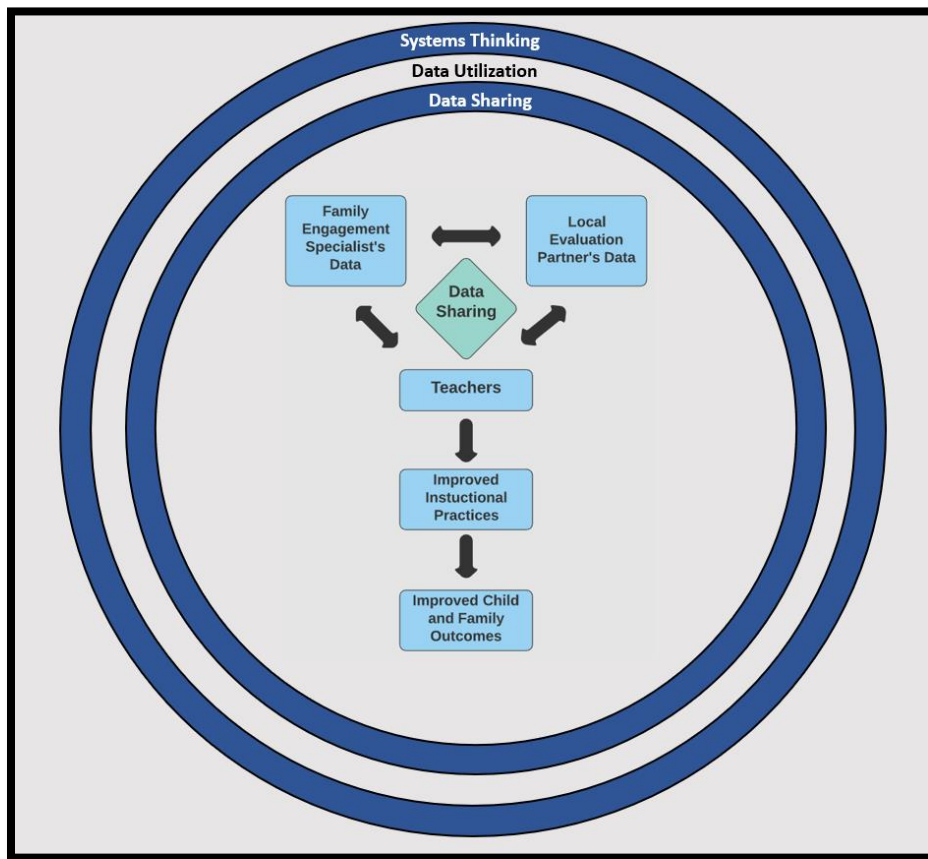 Systems Thinking
Data Utilization
Data Sharing
Family
Engagement
Specialist's
Data
Local
Evaluation
Partner's Data
Data
Sharing
Teachers
Improved
Instuctional
Practices
Improved Child
and Family
Outcomes